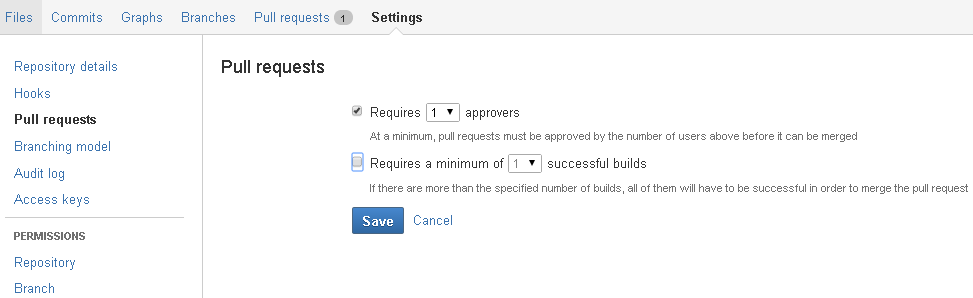 Files Commits Graphs Branches Pull requests 1 Settings
Repository details
Hooks
Pull requests
Branching model
Audit log
Access keys
PERMISSIONS
Repository
Branch
Pull requests
Requires 1 approvers
At a minimum, pull requests must be approved by the number of users above before it can be merged
Requires a minimum of 1 successful builds
If there are more than the specified number of builds, all of them will have to be successful in order to merge the pull request
Save Cancel